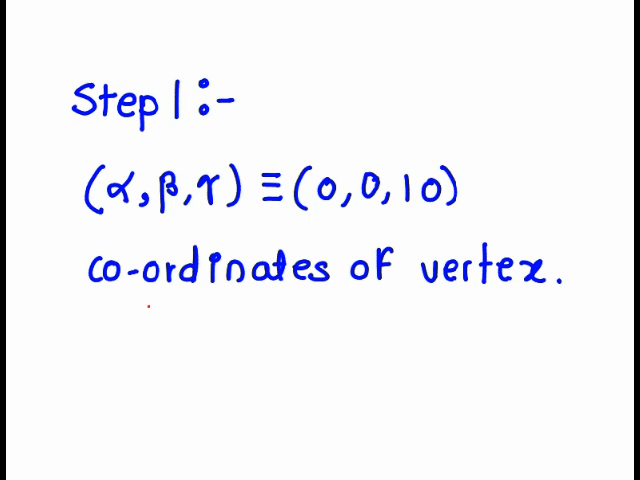 Step 1 :-
(α, β, γ) ≡ (0, 0, 10)
co-ordinates of vertex.